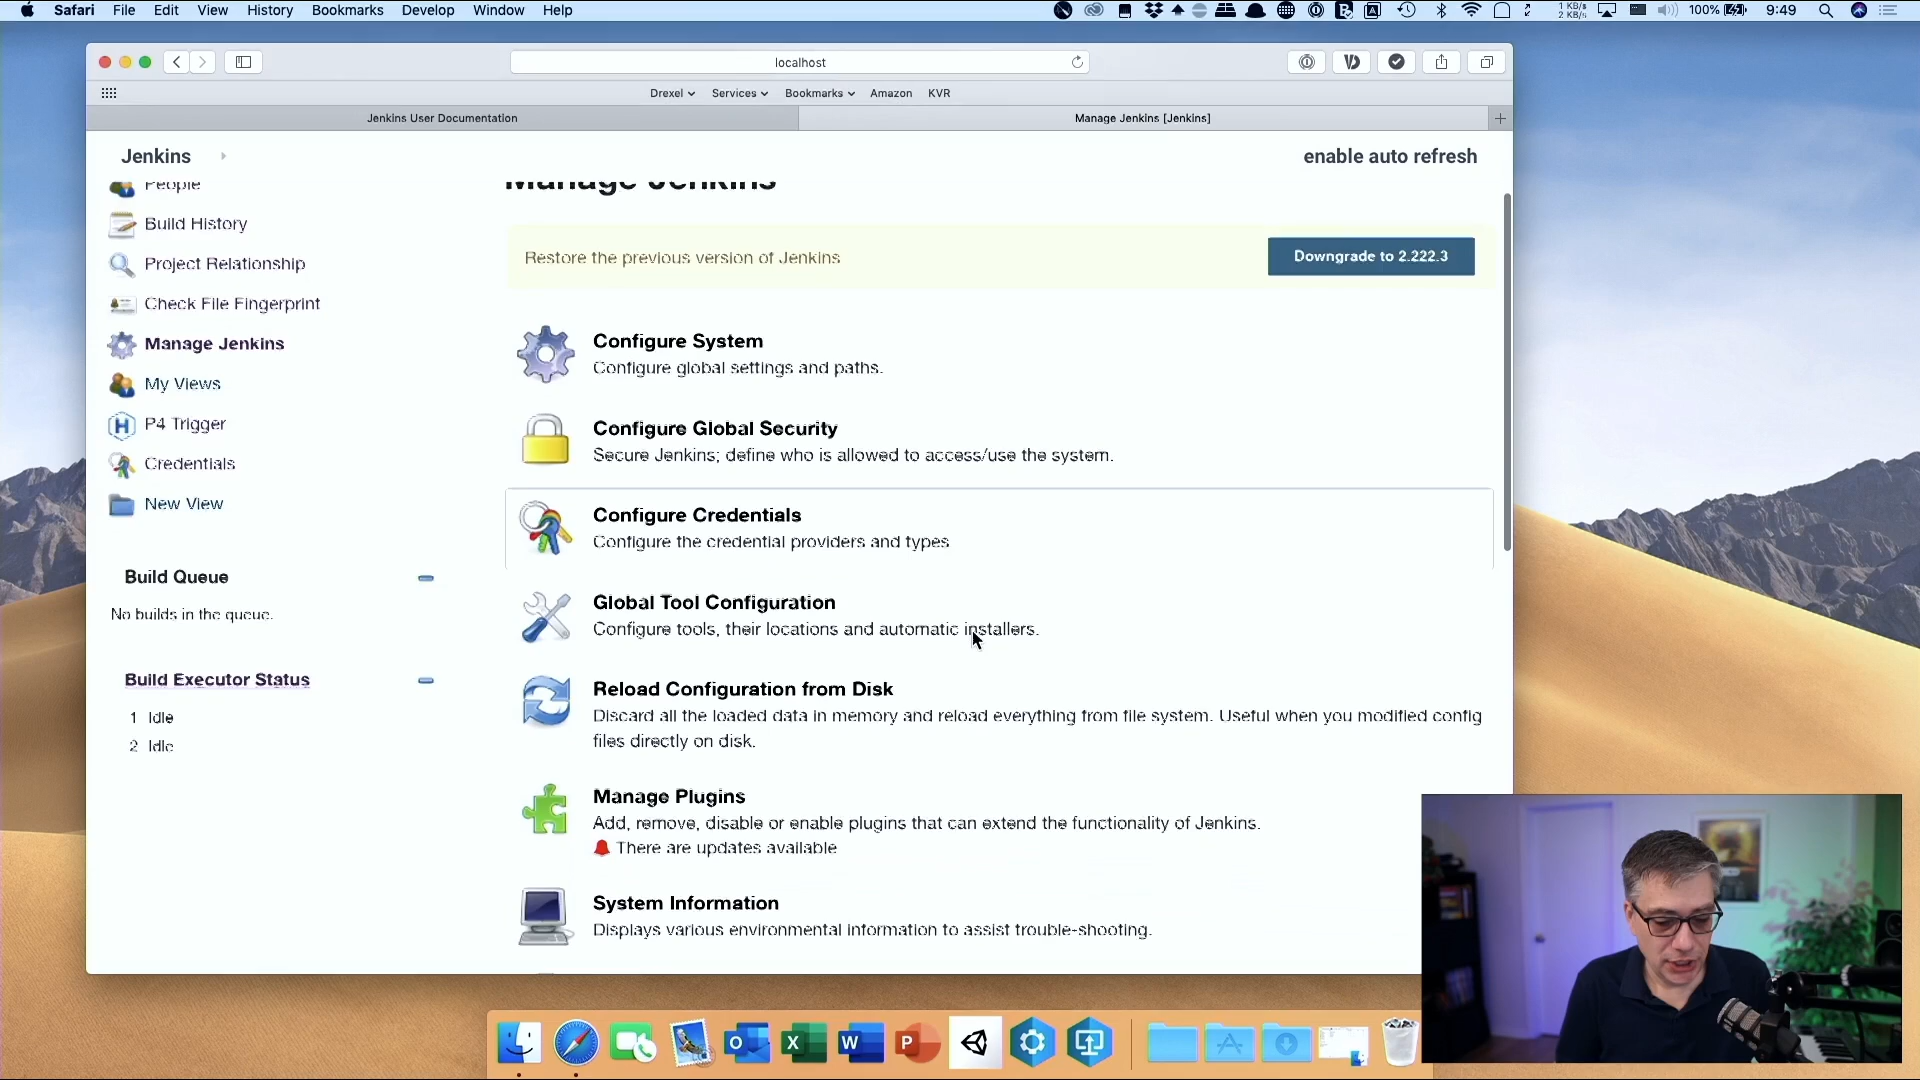 Safari File Edit View History Bookmarks Develop Window Help
1 KB/s
2 KB/s
100%
9:49
localhost
Drexel Services Bookmarks Amazon KVR
Jenkins User Documentation
Manage Jenkins [Jenkins]
Jenkins
enable auto refresh
People
Build History
Project Relationship
Check File Fingerprint
Manage Jenkins
My Views
P4 Trigger
Credentials
New View
Build Queue
No builds in the queue.
Build Executor Status
1 Idle
2 Idle
Manage Jenkins
Restore the previous version of Jenkins
Downgrade to 2.222.3
Configure System
Configure global settings and paths.
Configure Global Security
Secure Jenkins; define who is allowed to access/use the system.
Configure Credentials
Configure the credential providers and types
Global Tool Configuration
Configure tools, their locations and automatic installers.
Reload Configuration from Disk
Discard all the loaded data in memory and reload everything from file system. Useful when you modified config
files directly on disk.
Manage Plugins
Add, remove, disable or enable plugins that can extend the functionality of Jenkins.
There are updates available
System Information
Displays various environmental information to assist trouble-shooting.